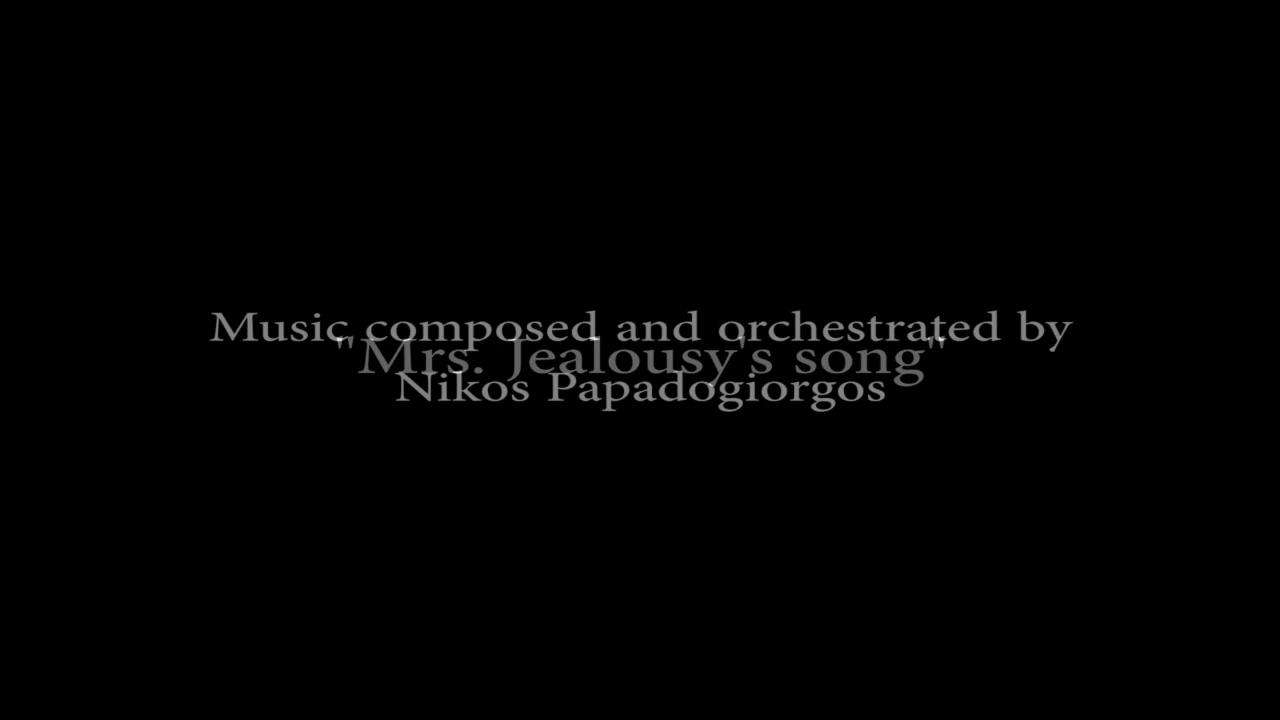 Music composed and orchestrated by
"Mrs. Jealousy's song"
Nikos Papadogiorgos